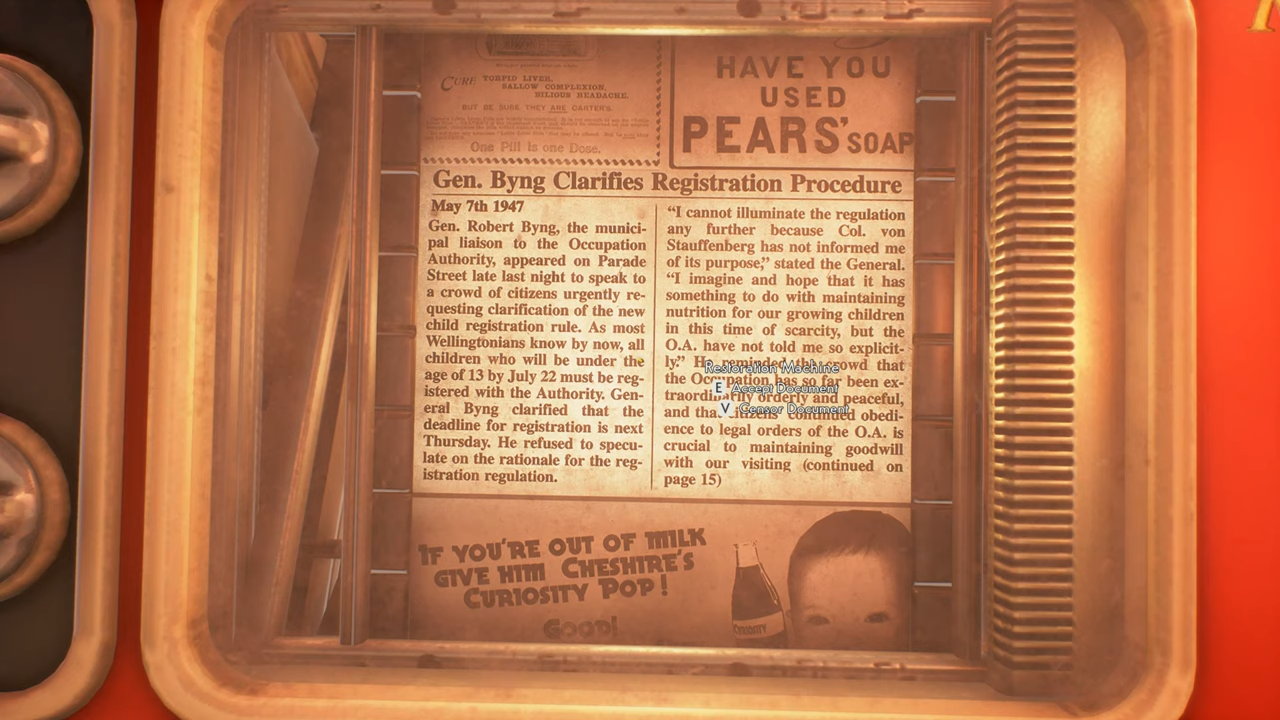 CURE TORPID LIVER,
SALLOW COMPLEXION,
BILIOUS HEADACHE.
BUT BE SURE THEY ARE CARTER'S.
One Pill is one Dose.
HAVE YOU
USED
PEARS' SOAP
Gen. Byng Clarifies Registration Procedure
May 7th 1947
Gen. Robert Byng, the munici-
pal liaison to the Occupation
Authority, appeared on Parade
Street late last night to speak to
a crowd of citizens urgently re-
questing clarification of the new
child registration rule. As most
Wellingtonians know by now, all
children who will be under the
age of 13 by July 22 must be reg-
istered with the Authority. Gen-
eral Byng clarified that the
deadline for registration is next
Thursday. He refused to specu-
late on the rationale for the reg-
istration regulation.
“I cannot illuminate the regulation
any further because Col. von
Stauffenberg has not informed me
of its purpose,” stated the General.
“I imagine and hope that it has
something to do with maintaining
nutrition for our growing children
in this time of scarcity, but the
O.A. have not told me so explicit-
ly.” He reminded the crowd that
the Occupation has so far been ex-
traordinarily orderly and peaceful,
and that citizens' continued obedi-
ence to legal orders of the O.A. is
crucial to maintaining goodwill
with our visiting (continued on
page 15)
Restoration Machine
E Accept Document
V Censor Document
IF YOU'RE OUT OF MILK
GIVE HIM CHESHIRE'S
CURIOSITY POP!
GOOD!
CURIOSITY